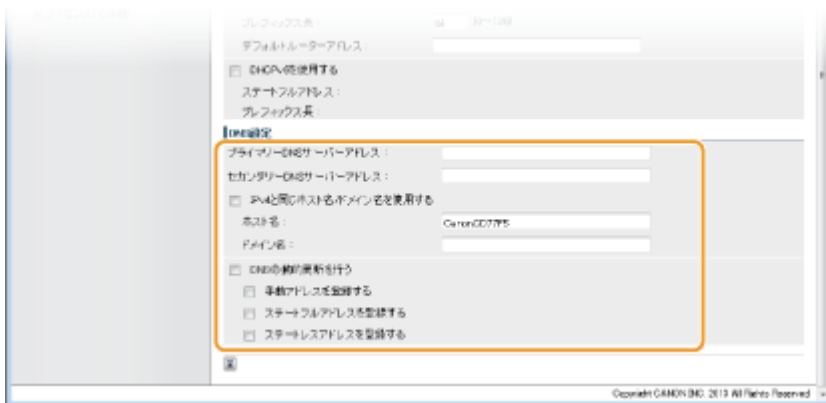 プレフィックス長：
デフォルトルーターアドレス：
DHCPv6を使用する
ステートフルアドレス：
プレフィックス長：
DNS設定
プライマリーDNSサーバーアドレス：
セカンダリーDNSサーバーアドレス：
IPv4と同じホスト名/ドメイン名を使用する
ホスト名：
ドメイン名：
DNSの動的更新を行う
手動アドレスを登録する
ステートフルアドレスを登録する
ステートレスアドレスを登録する
Copyright CANON INC. 2013 All Rights Reserved